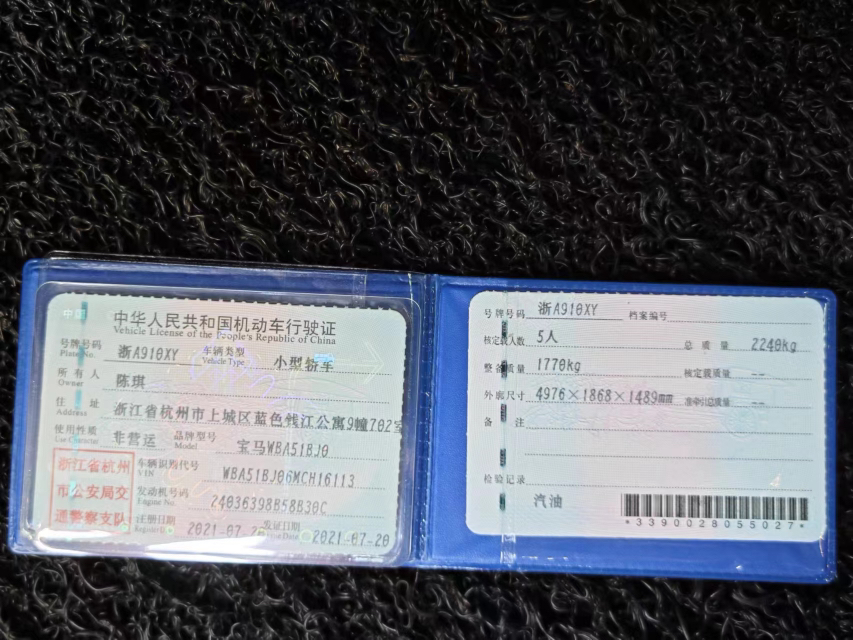 中国
中华人民共和国机动车行驶证
Vehicle License of the People's Republic of China
号牌号码 浙A910XY 车辆类型 小型轿车
Plate No. Vehicle Type
所有人 陈琪
Owner
住址 浙江省杭州市上城区蓝色钱江公寓9幢702室
Address
使用性质 非营运 品牌型号 宝马WBA51BJ0
Use Character Model
浙江省杭州
市公安局交
通警察支队
车辆识别代号 WBA51BJ06MCH16113
VIN
发动机号码 24036398B58B30C
Engine No.
注册日期 2021-07- 发证日期 2021-07-20
Register Date Issue Date
号牌号码 浙A910XY 档案编号
核定载人数 5人 总质量 2240kg
整备质量 1770kg 核定载质量 --
外廓尺寸 4976×1868×1489mm 准牵引总质量 --
备注
检验记录
汽油
*3390028055027*